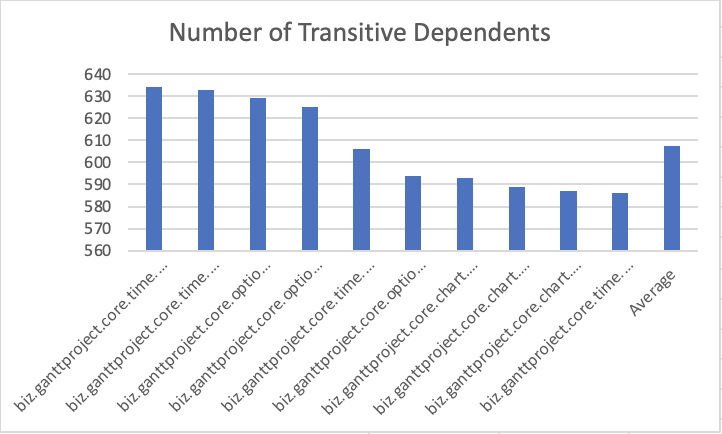 Number of Transitive Dependents
640
630
620
610
600
590
580
570
560
biz.ganttproject.core.time....
biz.ganttproject.core.time....
biz.ganttproject.core.optio...
biz.ganttproject.core.optio...
biz.ganttproject.core.time....
biz.ganttproject.core.optio...
biz.ganttproject.core.chart....
biz.ganttproject.core.chart....
biz.ganttproject.core.chart....
biz.ganttproject.core.time....
Average